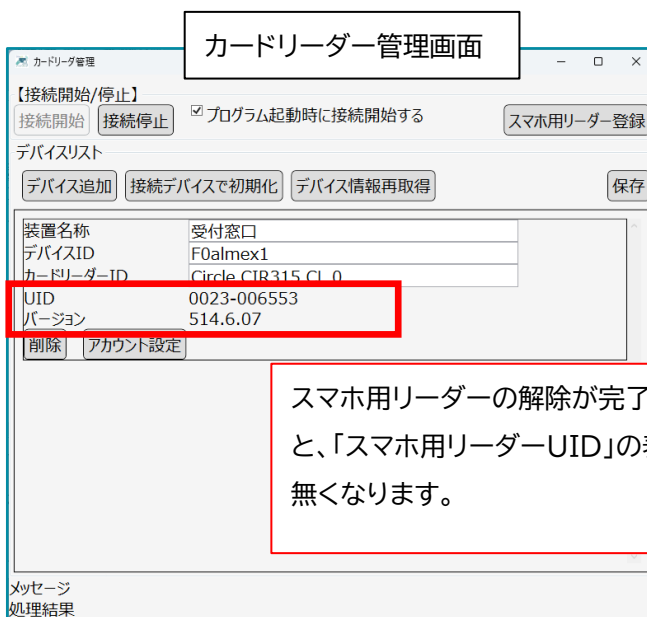 カードリーダー管理画面
カードリーダ管理
【接続開始/停止】
接続開始 接続停止 プログラム起動時に接続開始する スマホ用リーダー登録
デバイスリスト
デバイス追加 接続デバイスで初期化 デバイス情報再取得 保存
装置名称 受付窓口
デバイスID F0almex1
カードリーダーID Circle CIR315 CL 0
UID 0023-006553
バージョン 514.6.07
削除 アカウント設定
スマホ用リーダーの解除が完了
と、「スマホ用リーダーUID」の
無くなります。
メッセージ
処理結果